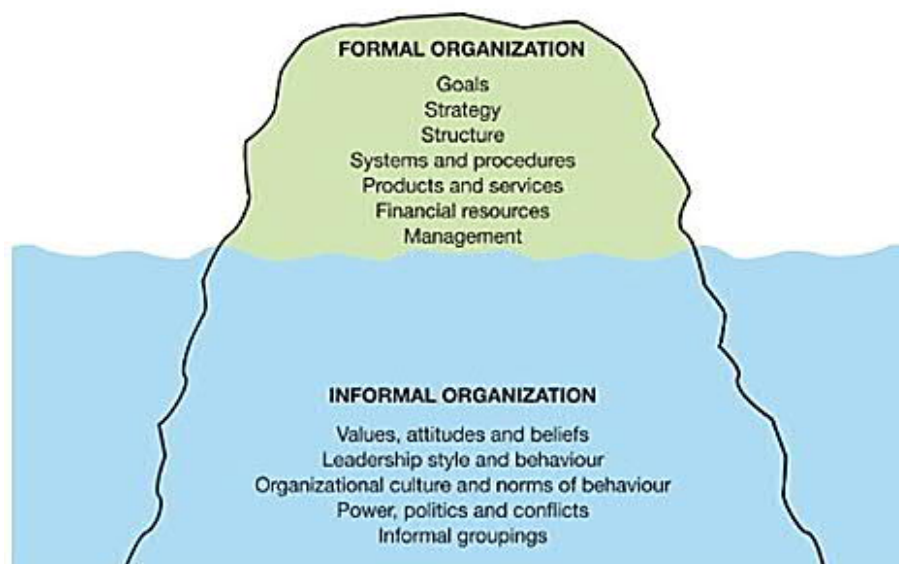 FORMAL ORGANIZATION
Goals
Strategy
Structure
Systems and procedures
Products and services
Financial resources
Management
INFORMAL ORGANIZATION
Values, attitudes and beliefs
Leadership style and behaviour
Organizational culture and norms of behaviour
Power, politics and conflicts
Informal groupings